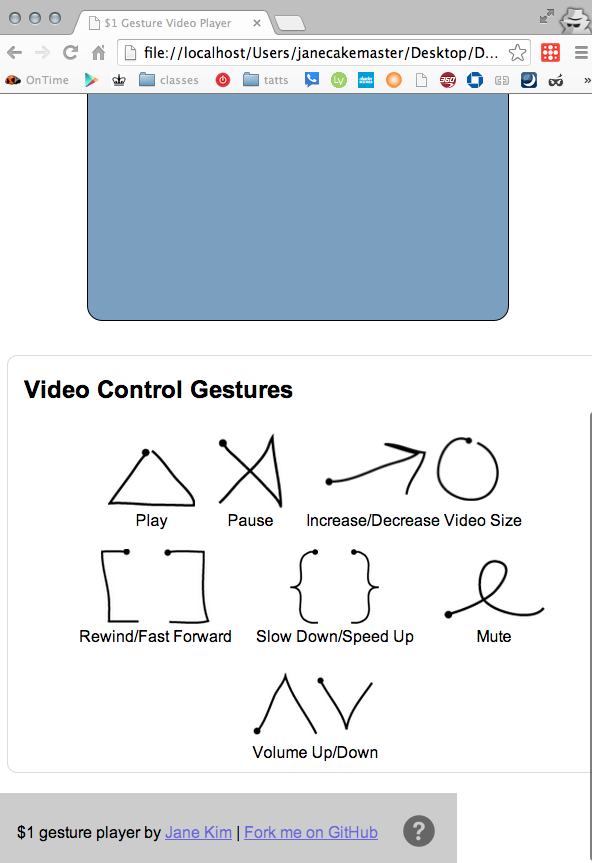 $1 Gesture Video Player
file://localhost/Users/janecakemaster/Desktop/D...
OnTime classes tatts Ly 360 »
Video Control Gestures
Play Pause Increase/Decrease Video Size
Rewind/Fast Forward Slow Down/Speed Up Mute
Volume Up/Down
$1 gesture player by Jane Kim | Fork me on GitHub ?